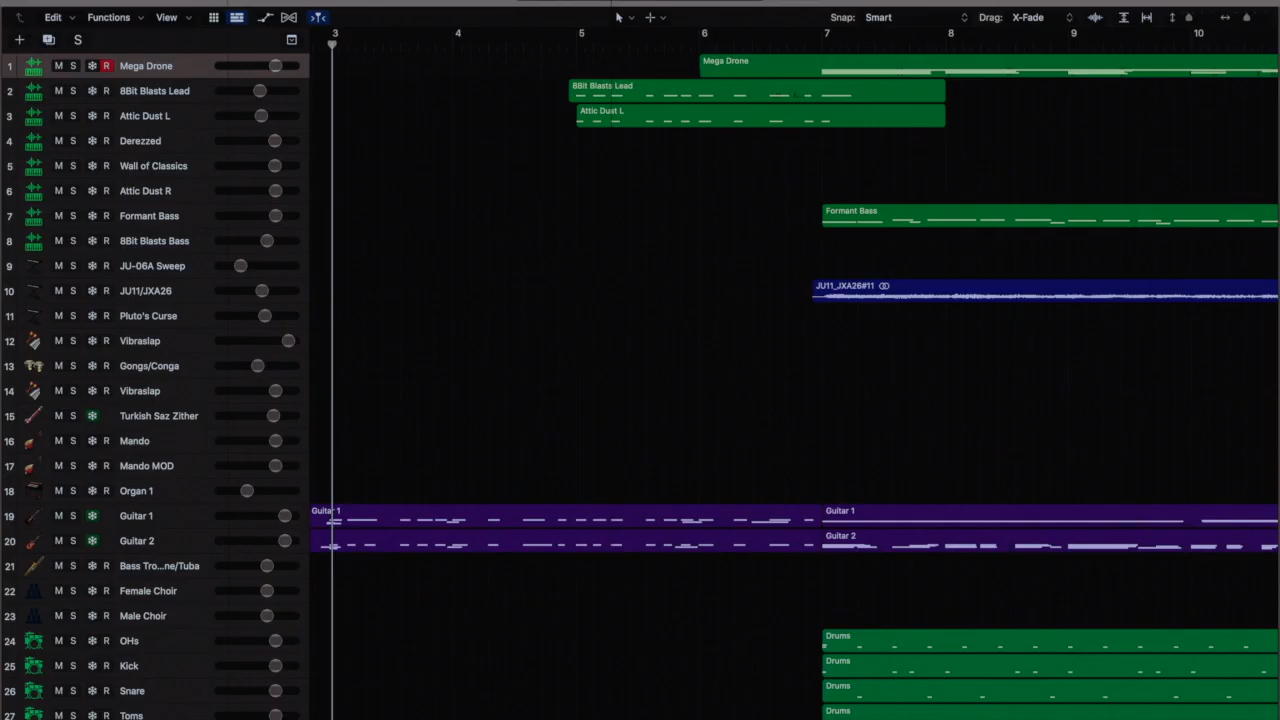 Edit Functions View Snap: Smart Drag: X-Fade
S
3 4 5 6 7 8 9 10
1 M S R Mega Drone
Mega Drone
2 M S R 8Bit Blasts Lead
8Bit Blasts Lead
3 M S R Attic Dust L
Attic Dust L
4 M S R Derezzed
5 M S R Wall of Classics
6 M S R Attic Dust R
7 M S R Formant Bass
Formant Bass
8 M S R 8Bit Blasts Bass
9 M S R JU-06A Sweep
10 M S R JU11/JXA26
JU11_JXA26#11
11 M S R Pluto's Curse
12 M S R Vibraslap
13 M S R Gongs/Conga
14 M S R Vibraslap
15 M S Turkish Saz Zither
16 M S R Mando
17 M S R Mando MOD
18 M S R Organ 1
19 M S Guitar 1
Guitar 1 Guitar 1
20 M S Guitar 2
Guitar 2
21 M S R Bass Tro...ne/Tuba
22 M S R Female Choir
23 M S R Male Choir
24 M S R OHs
Drums
25 M S R Kick
Drums
26 M S R Snare
Drums
27 M S R Toms
Drums